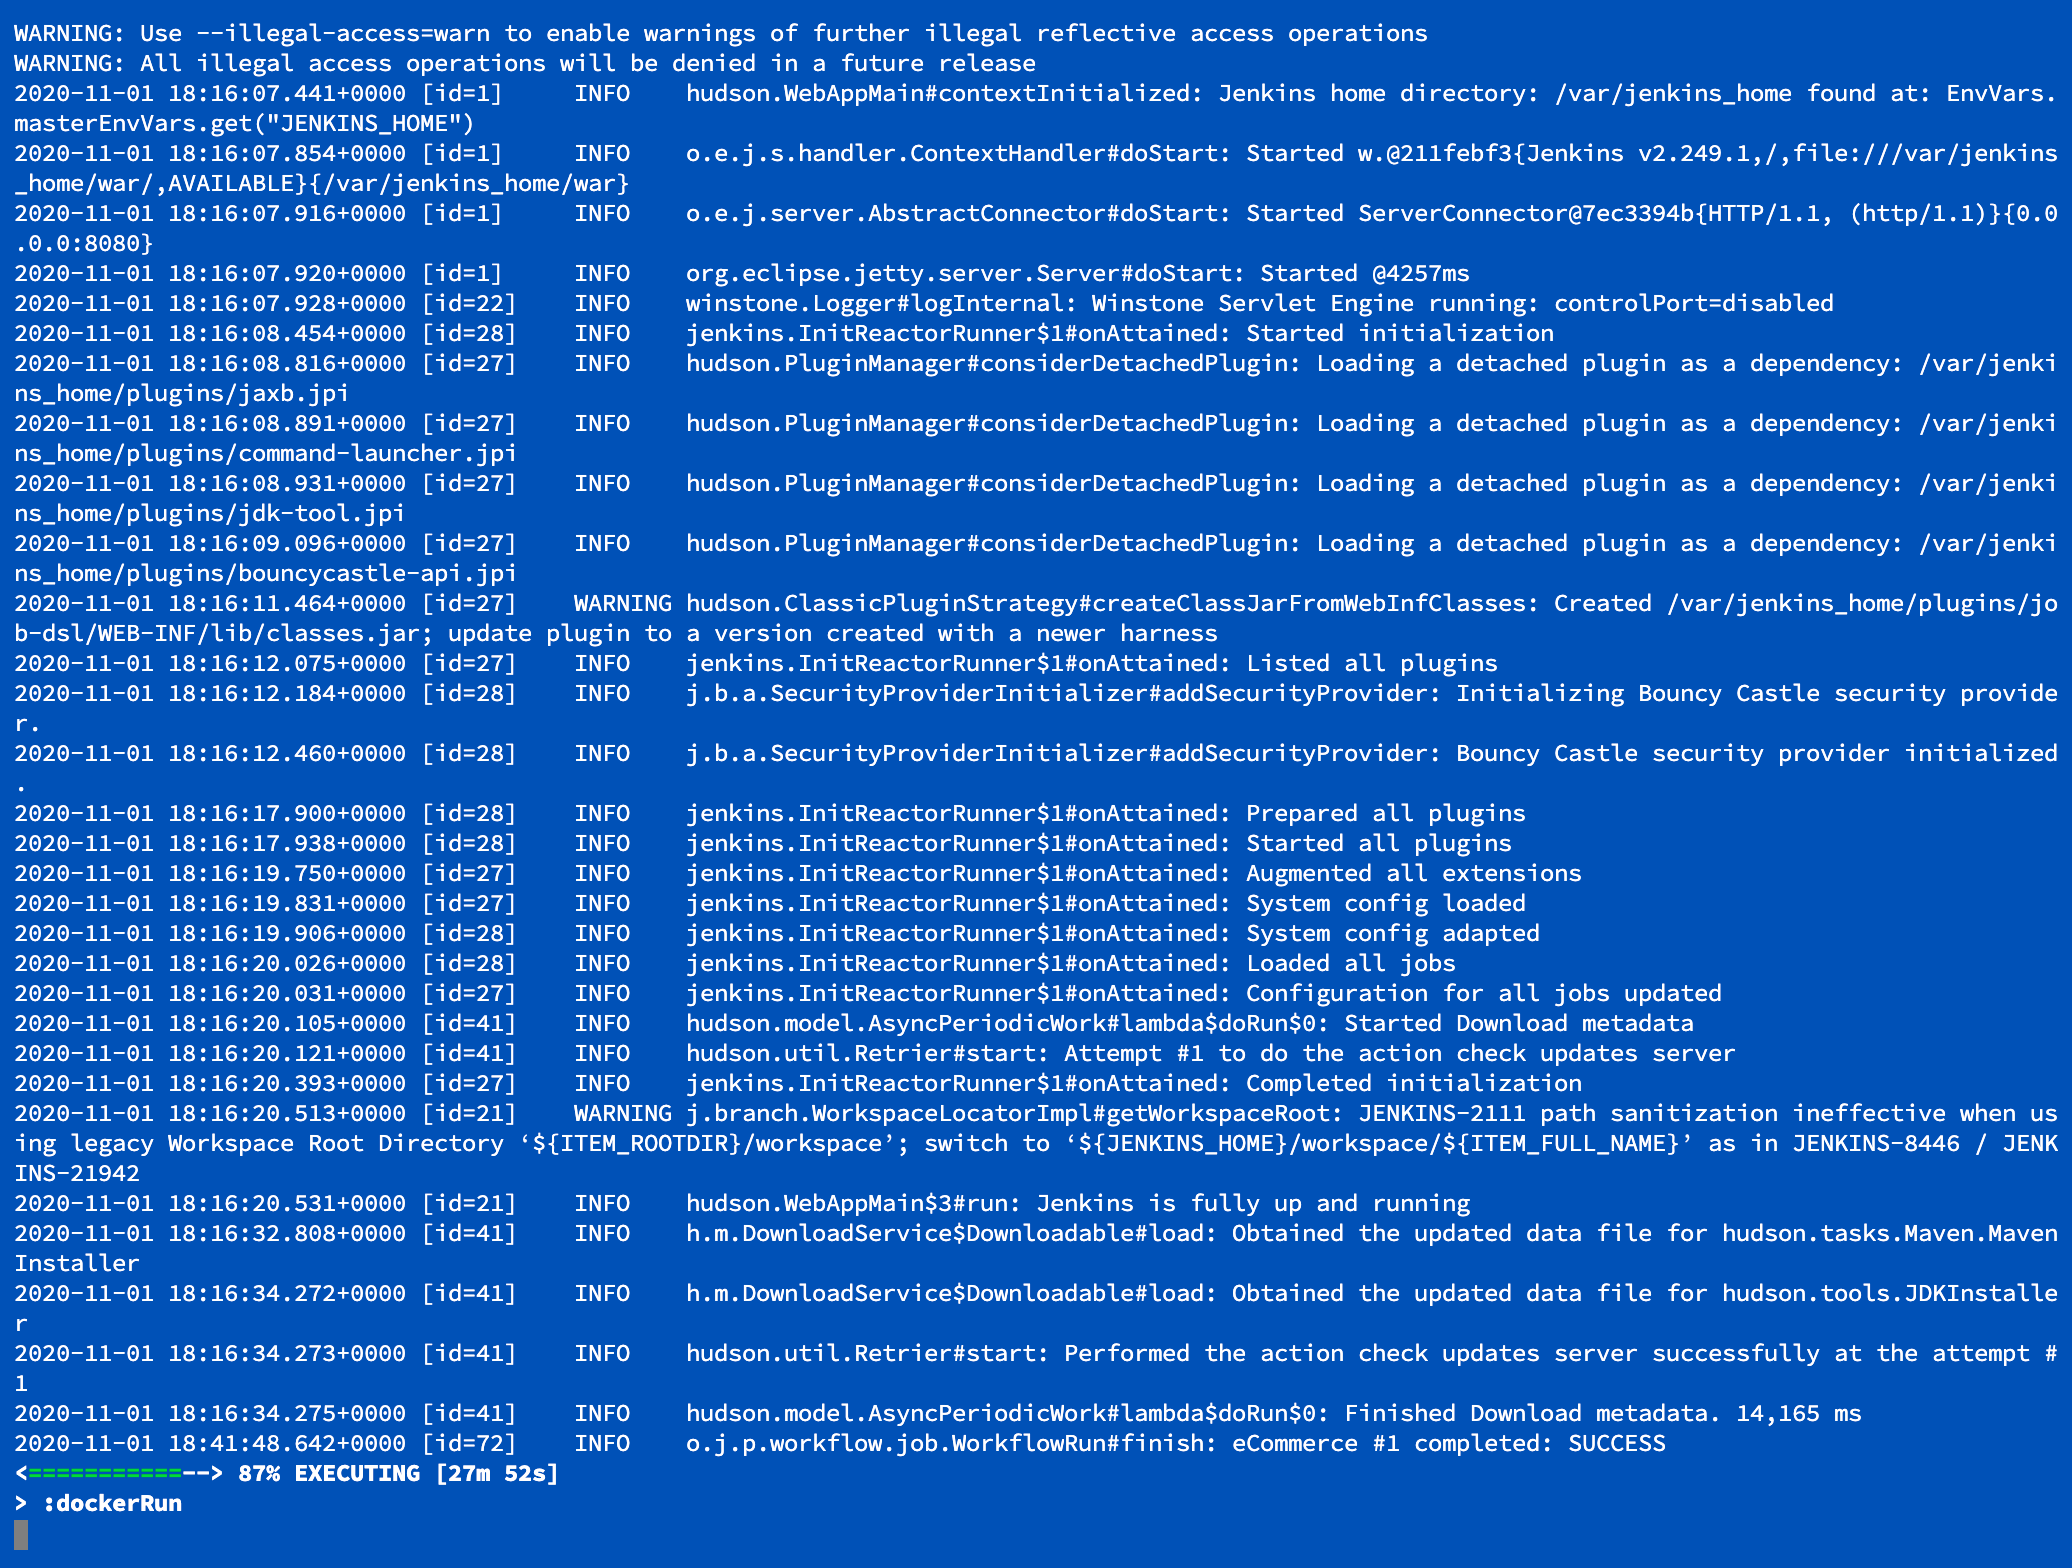 WARNING: Use --illegal-access=warn to enable warnings of further illegal reflective access operations
WARNING: All illegal access operations will be denied in a future release
2020-11-01 18:16:07.441+0000 [id=1]	INFO	hudson.WebAppMain#contextInitialized: Jenkins home directory: /var/jenkins_home found at: EnvVars.
masterEnvVars.get("JENKINS_HOME")
2020-11-01 18:16:07.854+0000 [id=1]	INFO	o.e.j.s.handler.ContextHandler#doStart: Started w.@211febf3{Jenkins v2.249.1,/,file:///var/jenkins
_home/war/,AVAILABLE}{/var/jenkins_home/war}
2020-11-01 18:16:07.916+0000 [id=1]	INFO	o.e.j.server.AbstractConnector#doStart: Started ServerConnector@7ec3394b{HTTP/1.1, (http/1.1)}{0.0
.0.0:8080}
2020-11-01 18:16:07.920+0000 [id=1]	INFO	org.eclipse.jetty.server.Server#doStart: Started @4257ms
2020-11-01 18:16:07.928+0000 [id=22]	INFO	winstone.Logger#logInternal: Winstone Servlet Engine running: controlPort=disabled
2020-11-01 18:16:08.454+0000 [id=28]	INFO	jenkins.InitReactorRunner$1#onAttained: Started initialization
2020-11-01 18:16:08.816+0000 [id=27]	INFO	hudson.PluginManager#considerDetachedPlugin: Loading a detached plugin as a dependency: /var/jenki
ns_home/plugins/jaxb.jpi
2020-11-01 18:16:08.891+0000 [id=27]	INFO	hudson.PluginManager#considerDetachedPlugin: Loading a detached plugin as a dependency: /var/jenki
ns_home/plugins/command-launcher.jpi
2020-11-01 18:16:08.931+0000 [id=27]	INFO	hudson.PluginManager#considerDetachedPlugin: Loading a detached plugin as a dependency: /var/jenki
ns_home/plugins/jdk-tool.jpi
2020-11-01 18:16:09.096+0000 [id=27]	INFO	hudson.PluginManager#considerDetachedPlugin: Loading a detached plugin as a dependency: /var/jenki
ns_home/plugins/bouncycastle-api.jpi
2020-11-01 18:16:11.464+0000 [id=27]	WARNING	hudson.ClassicPluginStrategy#createClassJarFromWebInfClasses: Created /var/jenkins_home/plugins/jo
b-dsl/WEB-INF/lib/classes.jar; update plugin to a version created with a newer harness
2020-11-01 18:16:12.075+0000 [id=27]	INFO	jenkins.InitReactorRunner$1#onAttained: Listed all plugins
2020-11-01 18:16:12.184+0000 [id=28]	INFO	j.b.a.SecurityProviderInitializer#addSecurityProvider: Initializing Bouncy Castle security provide
r.
2020-11-01 18:16:12.460+0000 [id=28]	INFO	j.b.a.SecurityProviderInitializer#addSecurityProvider: Bouncy Castle security provider initialized
.
2020-11-01 18:16:17.900+0000 [id=28]	INFO	jenkins.InitReactorRunner$1#onAttained: Prepared all plugins
2020-11-01 18:16:17.938+0000 [id=28]	INFO	jenkins.InitReactorRunner$1#onAttained: Started all plugins
2020-11-01 18:16:19.750+0000 [id=27]	INFO	jenkins.InitReactorRunner$1#onAttained: Augmented all extensions
2020-11-01 18:16:19.831+0000 [id=27]	INFO	jenkins.InitReactorRunner$1#onAttained: System config loaded
2020-11-01 18:16:19.906+0000 [id=28]	INFO	jenkins.InitReactorRunner$1#onAttained: System config adapted
2020-11-01 18:16:20.026+0000 [id=28]	INFO	jenkins.InitReactorRunner$1#onAttained: Loaded all jobs
2020-11-01 18:16:20.031+0000 [id=27]	INFO	jenkins.InitReactorRunner$1#onAttained: Configuration for all jobs updated
2020-11-01 18:16:20.105+0000 [id=41]	INFO	hudson.model.AsyncPeriodicWork#lambda$doRun$0: Started Download metadata
2020-11-01 18:16:20.121+0000 [id=41]	INFO	hudson.util.Retrier#start: Attempt #1 to do the action check updates server
2020-11-01 18:16:20.393+0000 [id=27]	INFO	jenkins.InitReactorRunner$1#onAttained: Completed initialization
2020-11-01 18:16:20.513+0000 [id=21]	WARNING	j.branch.WorkspaceLocatorImpl#getWorkspaceRoot: JENKINS-2111 path sanitization ineffective when us
ing legacy Workspace Root Directory ‘${ITEM_ROOTDIR}/workspace’; switch to ‘${JENKINS_HOME}/workspace/${ITEM_FULL_NAME}’ as in JENKINS-8446 / JENK
INS-21942
2020-11-01 18:16:20.531+0000 [id=21]	INFO	hudson.WebAppMain$3#run: Jenkins is fully up and running
2020-11-01 18:16:32.808+0000 [id=41]	INFO	h.m.DownloadService$Downloadable#load: Obtained the updated data file for hudson.tasks.Maven.Maven
Installer
2020-11-01 18:16:34.272+0000 [id=41]	INFO	h.m.DownloadService$Downloadable#load: Obtained the updated data file for hudson.tools.JDKInstalle
r
2020-11-01 18:16:34.273+0000 [id=41]	INFO	hudson.util.Retrier#start: Performed the action check updates server successfully at the attempt #
1
2020-11-01 18:16:34.275+0000 [id=41]	INFO	hudson.model.AsyncPeriodicWork#lambda$doRun$0: Finished Download metadata. 14,165 ms
2020-11-01 18:41:48.642+0000 [id=72]	INFO	o.j.p.workflow.job.WorkflowRun#finish: eCommerce #1 completed: SUCCESS
<===========--> 87% EXECUTING [27m 52s]
> :dockerRun